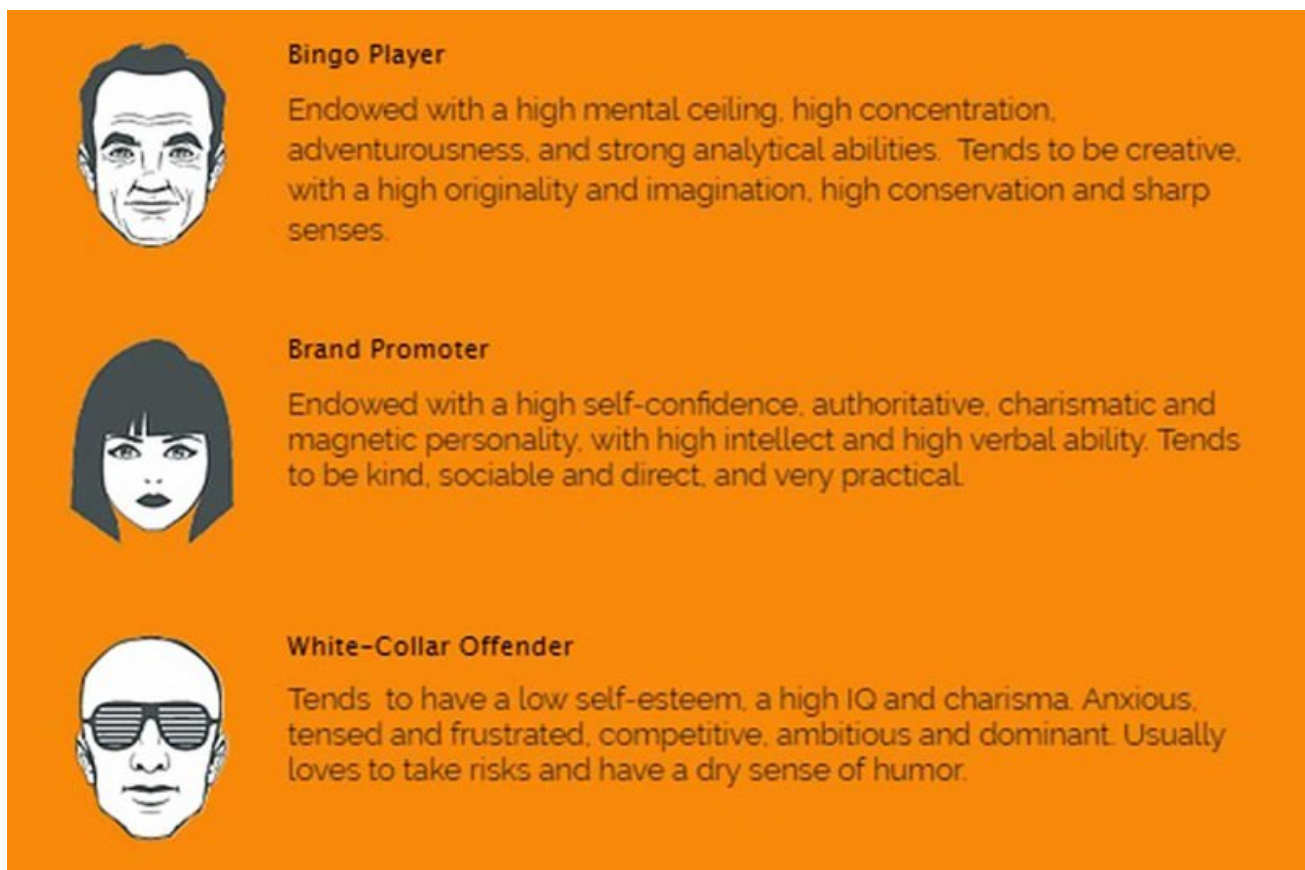 Bingo Player
Endowed with a high mental ceiling, high concentration,
adventurousness, and strong analytical abilities.  Tends to be creative,
with a high originality and imagination, high conservation and sharp
senses.
Brand Promoter
Endowed with a high self-confidence, authoritative, charismatic and
magnetic personality, with high intellect and high verbal ability. Tends
to be kind, sociable and direct, and very practical.
White-Collar Offender
Tends  to have a low self-esteem, a high IQ and charisma. Anxious,
tensed and frustrated, competitive, ambitious and dominant. Usually
loves to take risks and have a dry sense of humor.